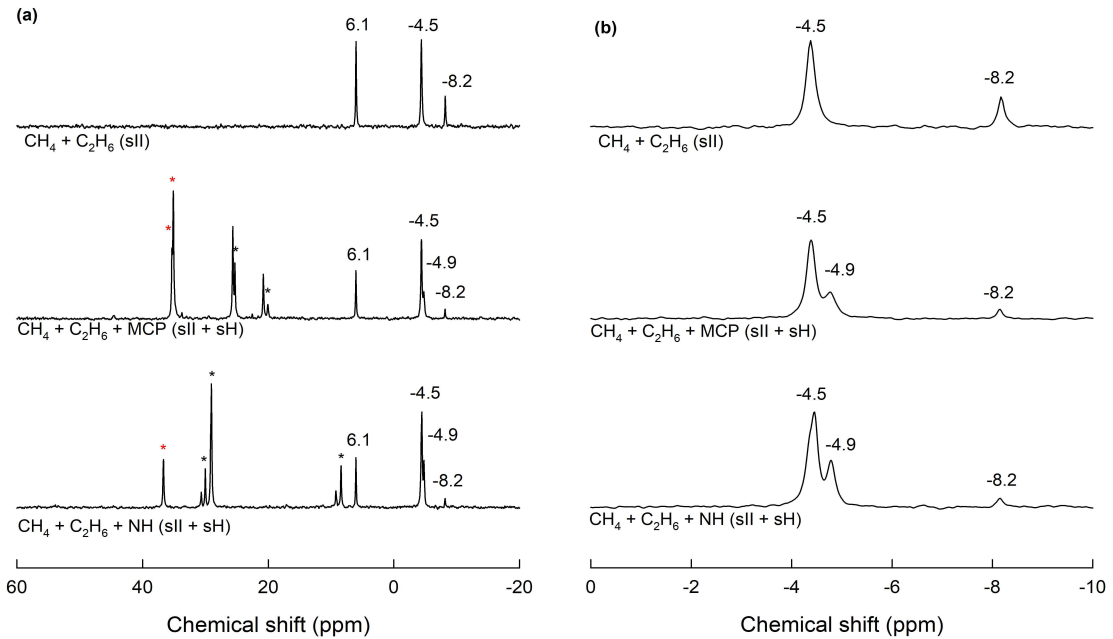 (a)
6.1
-4.5
-8.2
CH4 + C2H6 (sII)
*
*
*
*
6.1
-4.5
-4.9
-8.2
CH4 + C2H6 + MCP (sII + sH)
*
*
*
*
6.1
-4.5
-4.9
-8.2
CH4 + C2H6 + NH (sII + sH)
60 40 20 0 -20
Chemical shift (ppm)
(b)
-4.5
-8.2
CH4 + C2H6 (sII)
-4.5
-4.9
-8.2
CH4 + C2H6 + MCP (sII + sH)
-4.5
-4.9
-8.2
CH4 + C2H6 + NH (sII + sH)
0 -2 -4 -6 -8 -10
Chemical shift (ppm)